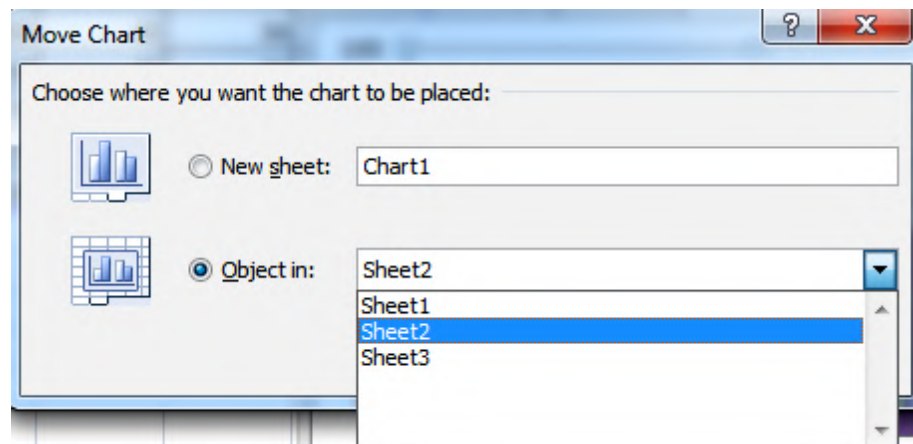 Move Chart
Choose where you want the chart to be placed:
New sheet: Chart1
Object in: Sheet2
Sheet1
Sheet2
Sheet3